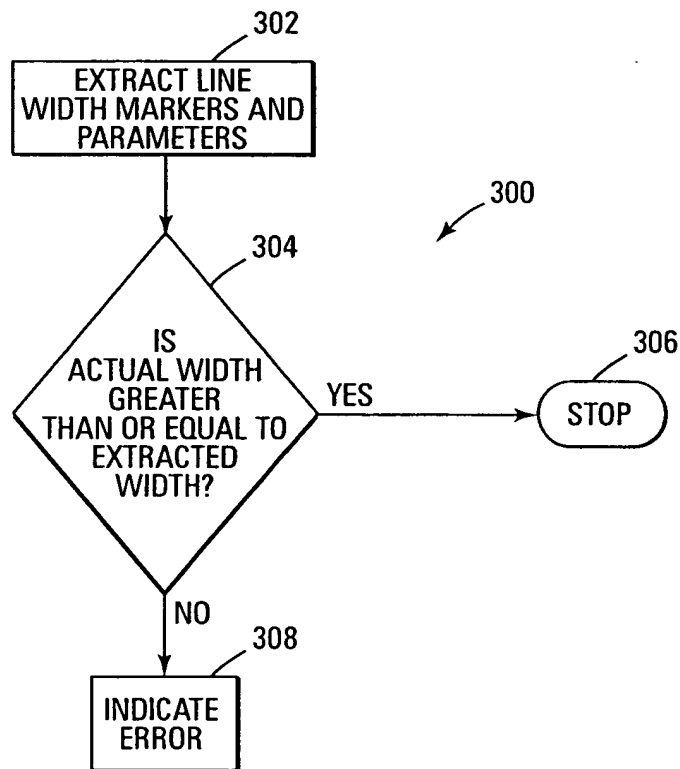 302
EXTRACT LINE
WIDTH MARKERS AND
PARAMETERS
300
304
IS
ACTUAL WIDTH
GREATER
THAN OR EQUAL TO
EXTRACTED
WIDTH?
YES
306
STOP
NO
308
INDICATE
ERROR